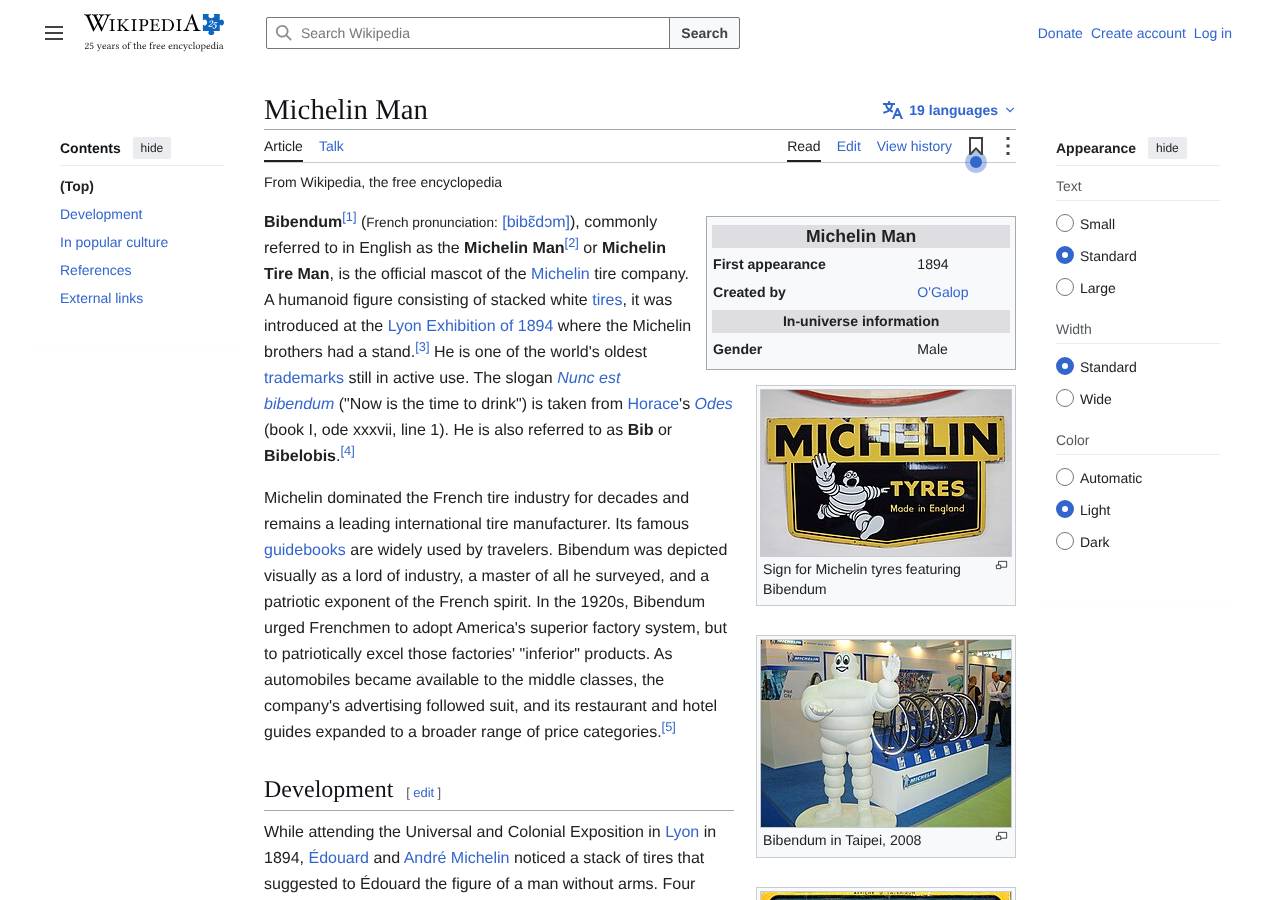 WIKIPEDIA 25
25 years of the free encyclopedia
Search Wikipedia
Search
Donate Create account Log in
Michelin Man
19 languages
Contents hide
(Top)
Development
In popular culture
References
External links
Article Talk
Read Edit View history
From Wikipedia, the free encyclopedia
Bibendum[1] (French pronunciation: [bibɛ̃dɔm]), commonly
referred to in English as the Michelin Man[2] or Michelin
Tire Man, is the official mascot of the Michelin tire company.
A humanoid figure consisting of stacked white tires, it was
introduced at the Lyon Exhibition of 1894 where the Michelin
brothers had a stand.[3] He is one of the world's oldest
trademarks still in active use. The slogan Nunc est
bibendum ("Now is the time to drink") is taken from Horace's Odes
(book I, ode xxxvii, line 1). He is also referred to as Bib or
Bibelobis.[4]
Michelin dominated the French tire industry for decades and
remains a leading international tire manufacturer. Its famous
guidebooks are widely used by travelers. Bibendum was depicted
visually as a lord of industry, a master of all he surveyed, and a
patriotic exponent of the French spirit. In the 1920s, Bibendum
urged Frenchmen to adopt America's superior factory system, but
to patriotically excel those factories' "inferior" products. As
automobiles became available to the middle classes, the
company's advertising followed suit, and its restaurant and hotel
guides expanded to a broader range of price categories.[5]
Development [ edit ]
While attending the Universal and Colonial Exposition in Lyon in
1894, Édouard and André Michelin noticed a stack of tires that
suggested to Édouard the figure of a man without arms. Four
Michelin Man
First appearance 1894
Created by O'Galop
In-universe information
Gender Male
MICHELIN
TYRES
Made in England
Sign for Michelin tyres featuring
Bibendum
MICHELIN
MICHELIN
Bibendum in Taipei, 2008
Appearance hide
Text
Small
Standard
Large
Width
Standard
Wide
Color
Automatic
Light
Dark